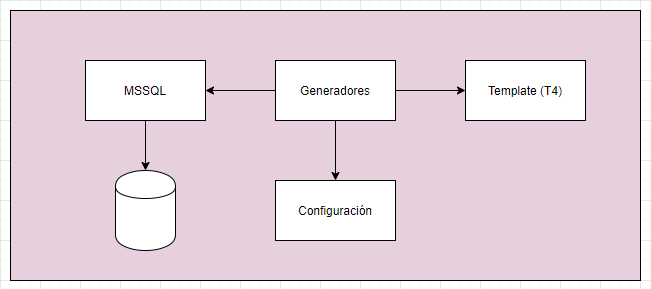 MSSQL
Generadores
Template (T4)
Configuración